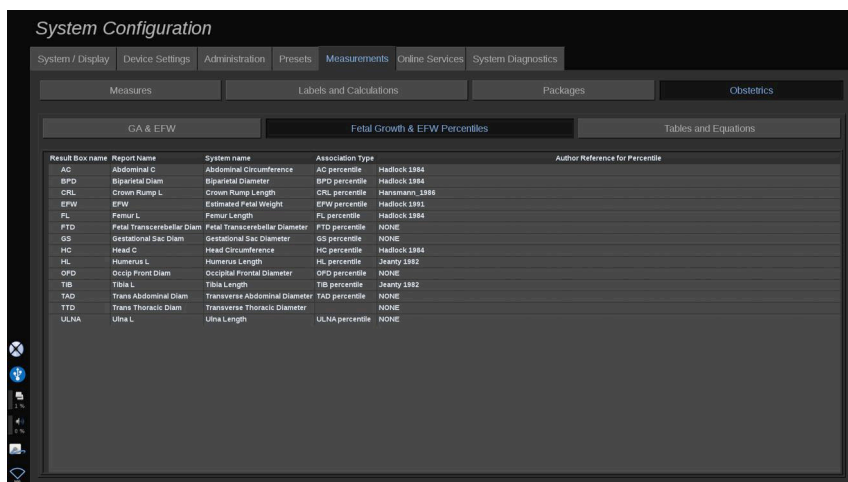 System Configuration
System / Display Device Settings Administration Presets Measurements Online Services System Diagnostics
Measures Labels and Calculations Packages Obstetrics
GA & EFW Fetal Growth & EFW Percentiles Tables and Equations
Result Box name Report Name System name Association Type Author Reference for Percentile
AC Abdominal C Abdominal Circumference AC percentile Hadlock 1984
BPD Biparietal Diam Biparietal Diameter BPD percentile Hadlock 1984
CRL Crown Rump L Crown Rump Length CRL percentile Hansmann_1986
EFW EFW Estimated Fetal Weight EFW percentile Hadlock 1991
FL Femur L Femur Length FL percentile Hadlock 1984
FTD Fetal Transcerebellar Diam Fetal Transcerebellar Diameter FTD percentile NONE
GS Gestational Sac Diam Gestational Sac Diameter GS percentile NONE
HC Head C Head Circumference HC percentile Hadlock 1984
HL Humerus L Humerus Length HL percentile Jeanty 1982
OFD Occip Front Diam Occipital Frontal Diameter OFD percentile NONE
TIB Tibia L Tibia Length TIB percentile Jeanty 1982
TAD Trans Abdominal Diam Transverse Abdominal Diameter TAD percentile NONE
TTD Trans Thoracic Diam Transverse Thoracic Diameter NONE
ULNA Ulna L Ulna Length ULNA percentile NONE
1 %
0 %